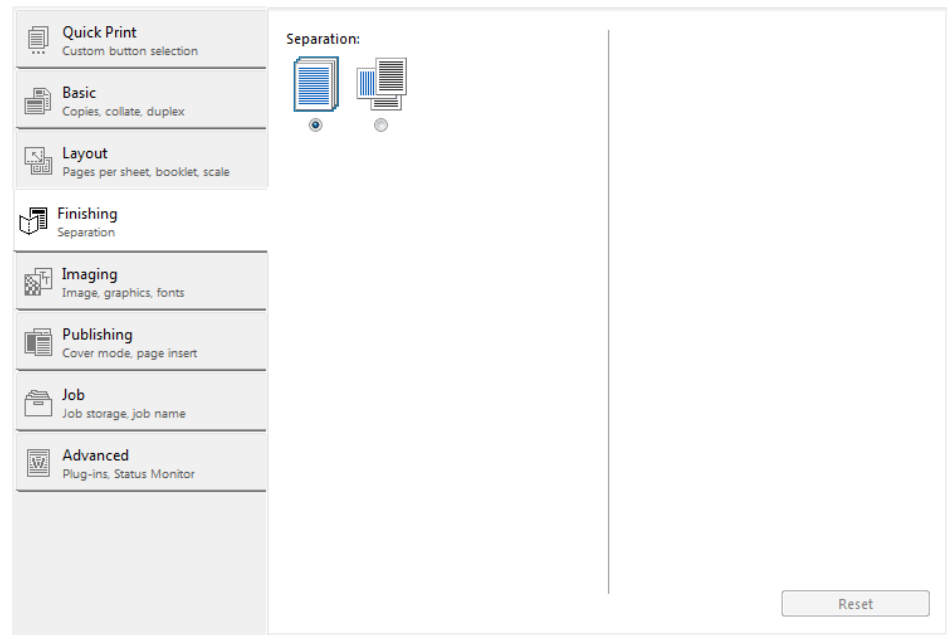 Quick Print
Custom button selection
Basic
Copies, collate, duplex
Layout
Pages per sheet, booklet, scale
Finishing
Separation
Imaging
Image, graphics, fonts
Publishing
Cover mode, page insert
Job
Job storage, job name
Advanced
Plug-ins, Status Monitor
Separation:
Reset